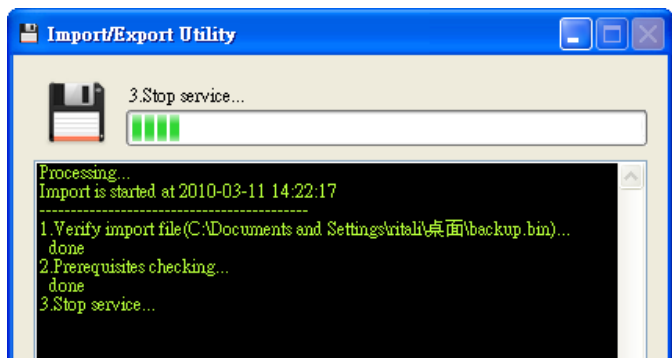 Import/Export Utility
3.Stop service...
Processing...
Import is started at 2010-03-11 14:22:17
-------------------------------------------
1.Verify import file(C:\Documents and Settings\ritali\桌面\backup.bin)...
done
2.Prerequisites checking...
done
3.Stop service...